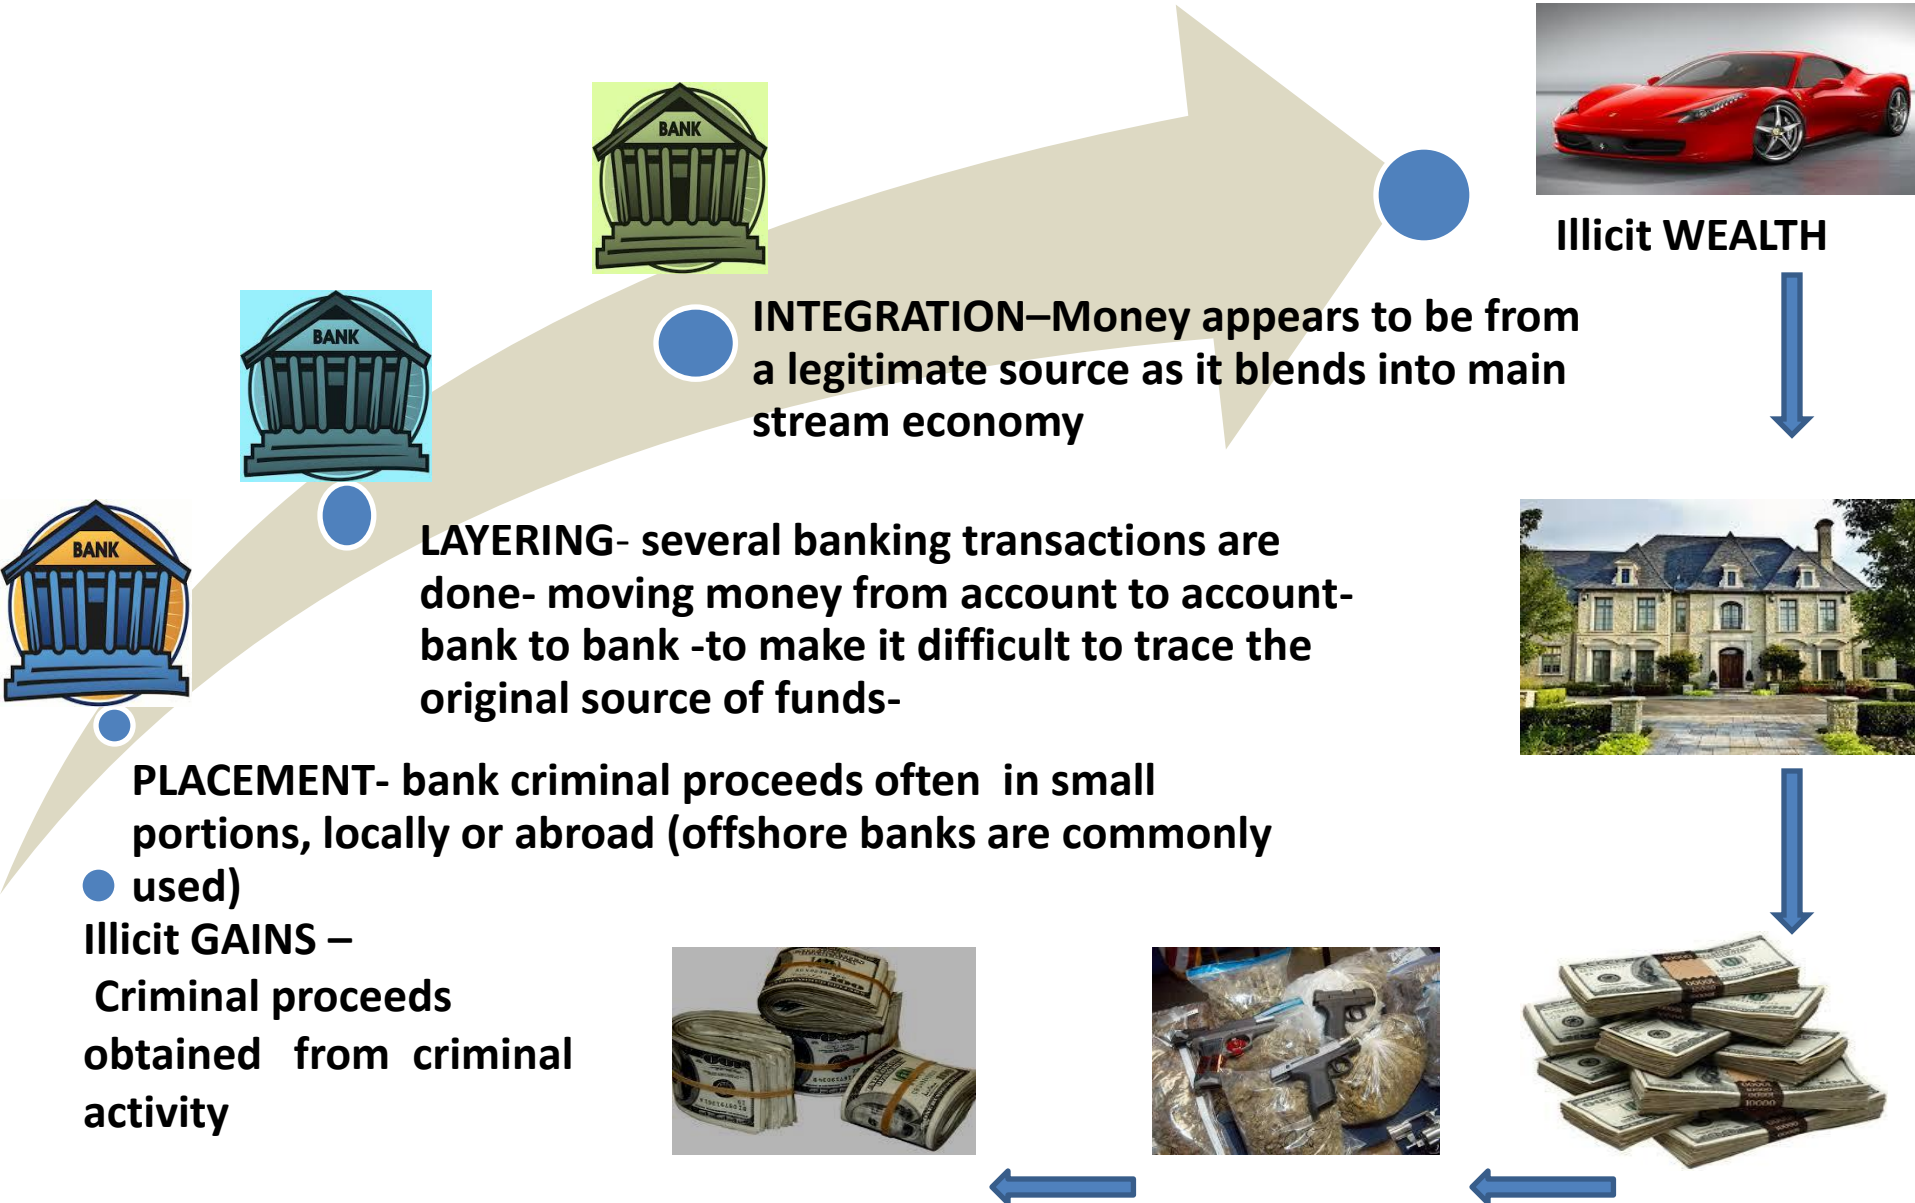 BANK
Illicit WEALTH
INTEGRATION–Money appears to be from
a legitimate source as it blends into main
stream economy
BANK
BANK
LAYERING- several banking transactions are
done- moving money from account to account-
bank to bank -to make it difficult to trace the
original source of funds-
PLACEMENT- bank criminal proceeds often in small
portions, locally or abroad (offshore banks are commonly
used)
Illicit GAINS –
Criminal proceeds
obtained from criminal
activity